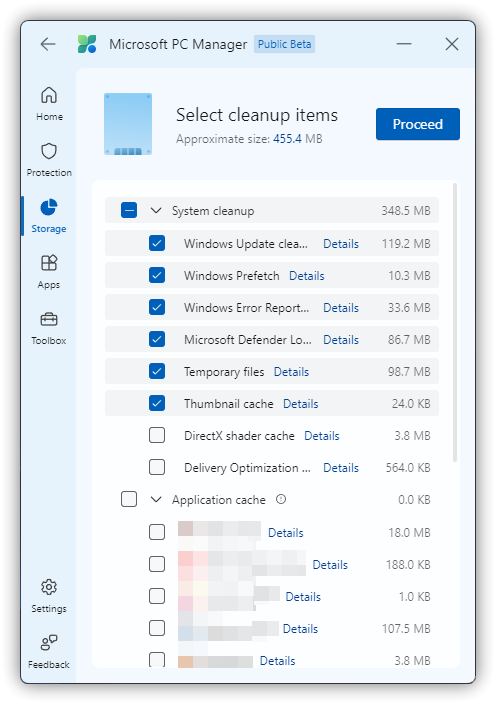 Microsoft PC Manager Public Beta
Home
Protection
Storage
Apps
Toolbox
Settings
Feedback
Select cleanup items
Approximate size: 455.4 MB
Proceed
System cleanup 348.5 MB
Windows Update clea... Details 119.2 MB
Windows Prefetch Details 10.3 MB
Windows Error Report... Details 33.6 MB
Microsoft Defender Lo... Details 86.7 MB
Temporary files Details 98.7 MB
Thumbnail cache Details 24.0 KB
DirectX shader cache Details 3.8 MB
Delivery Optimization ... Details 564.0 KB
Application cache 0.0 KB
Details 18.0 MB
Details 188.0 KB
Details 1.0 KB
Details 107.5 MB
Details 3.8 MB